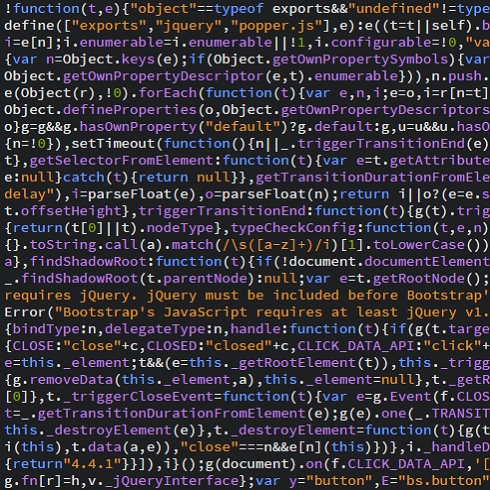 !function(t,e){"object"==typeof exports&&"undefined"!=type
define(["exports","jquery","popper.js"],e):e((t=t||self).b
i=e[n];i.enumerable=i.enumerable||!1,i.configurable=!0,"va
{var n=Object.keys(e);if(Object.getOwnPropertySymbols){var
Object.getOwnPropertyDescriptor(e,t).enumerable})),n.push.
e(Object(r),!0).forEach(function(t){var e,n,i;e=o,i=r[n=t]
Object.defineProperties(o,Object.getOwnPropertyDescriptors
o}g=g&&g.hasOwnProperty("default")?g.default:g,u=u&&u.hasO
{n=!0}),setTimeout(function(){n||_.triggerTransitionEnd(e)
t},getSelectorFromElement:function(t){var e=t.getAttribute
e:null}catch(t){return null}},getTransitionDurationFromEle
delay"),i=parseFloat(e),o=parseFloat(n);return i||o?(e=e.s
t.offsetHeight},triggerTransitionEnd:function(t){g(t).trig
{return(t[0]||t).nodeType},typeCheckConfig:function(t,e,n)
{}.toString.call(a).match(/\s([a-z]+)/i)[1].toLowerCase())
a},findShadowRoot:function(t){if(!document.documentElement
_.findShadowRoot(t.parentNode):null;var e=t.getRootNode();
requires jQuery. jQuery must be included before Bootstrap'
Error("Bootstrap's JavaScript requires at least jQuery v1.
{bindType:n,delegateType:n,handle:function(t){if(g(t.targe
{CLOSE:"close"+c,CLOSED:"closed"+c,CLICK_DATA_API:"click"+
e=this._element;t&&(e=this._getRootElement(t)),this._trigg
{g.removeData(this._element,a),this._element=null},t._getR
[0]},t._triggerCloseEvent=function(t){var e=g.Event(f.CLOS
t=_.getTransitionDurationFromElement(e);g(e).one(_.TRANSIT
this._destroyElement(e)},t._destroyElement=function(t){g(t
i(this),t.data(a,e)),"close"===n&&e[n](this)})},i._handleD
{return"4.4.1"}}]),i}();g(document).on(f.CLICK_DATA_API,'[
g.fn[r]=h,v._jQueryInterface};var y="button",E="bs.button"